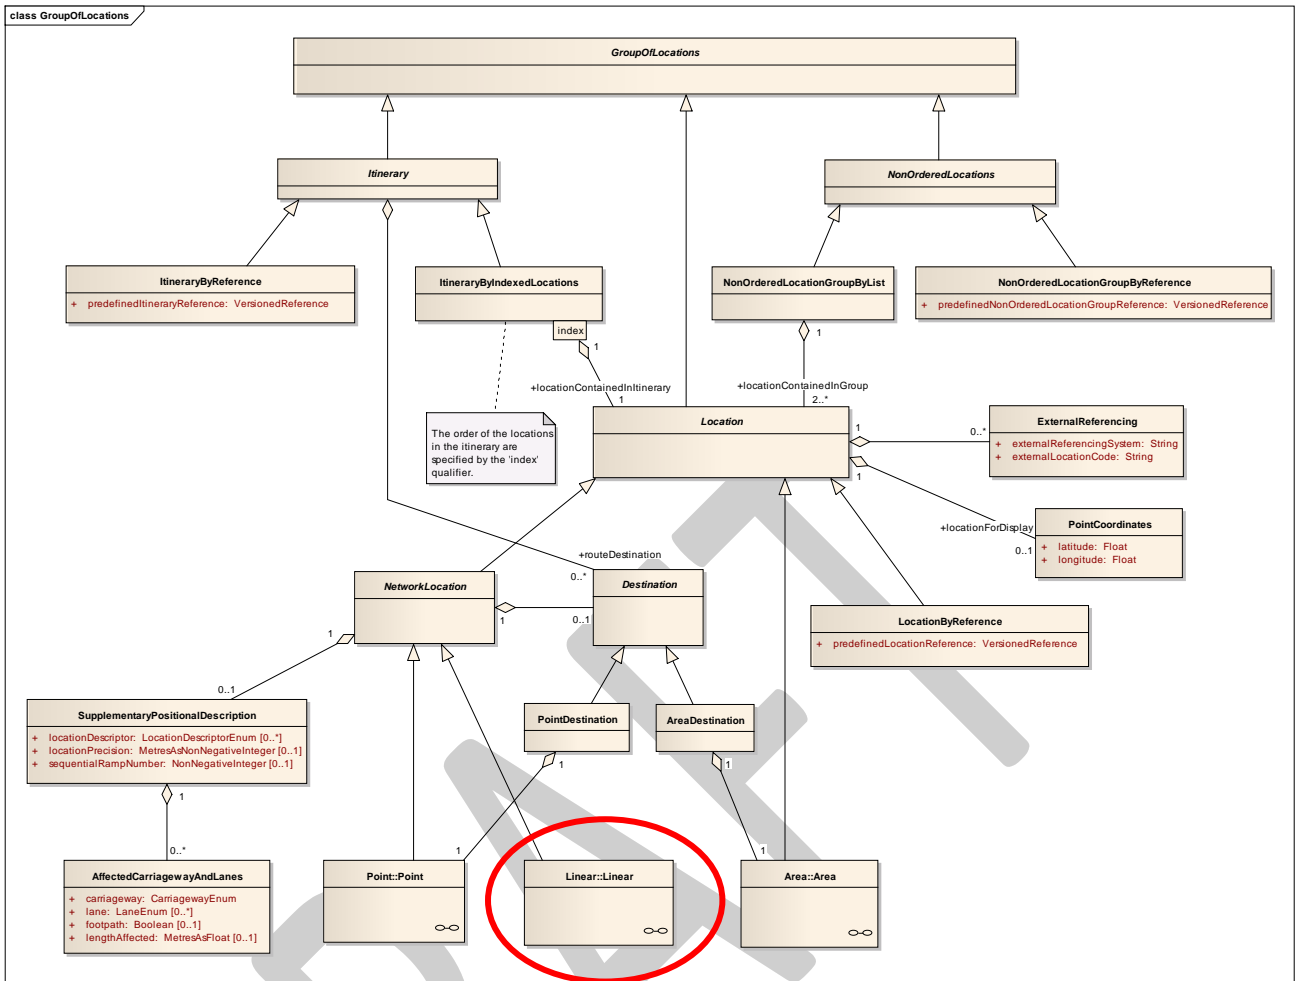 class GroupOfLocations
GroupOfLocations
Itinerary
NonOrderedLocations
ItineraryByReference
+ predefinedItineraryReference: VersionedReference
ItineraryByIndexedLocations
index
NonOrderedLocationGroupByList
NonOrderedLocationGroupByReference
+ predefinedNonOrderedLocationGroupReference: VersionedReference
1
1
+locationContainedInItinerary
1
+locationContainedInGroup
2..*
The order of the locations
in the itinerary are
specified by the 'index'
qualifier.
Location
1
0..*
ExternalReferencing
+ externalReferencingSystem: String
+ externalLocationCode: String
1
+locationForDisplay
0..1
PointCoordinates
+ latitude: Float
+ longitude: Float
+routeDestination
0..*
NetworkLocation
Destination
1
0..1
LocationByReference
+ predefinedLocationReference: VersionedReference
1
0..1
SupplementaryPositionalDescription
+ locationDescriptor: LocationDescriptorEnum [0..*]
+ locationPrecision: MetresAsNonNegativeInteger [0..1]
+ sequentialRampNumber: NonNegativeInteger [0..1]
PointDestination
AreaDestination
1
1
1
0..*
1
1
AffectedCarriagewayAndLanes
+ carriageway: CarriagewayEnum
+ lane: LaneEnum [0..*]
+ footpath: Boolean [0..1]
+ lengthAffected: MetresAsFloat [0..1]
Point::Point
Linear::Linear
Area::Area
DRAFT